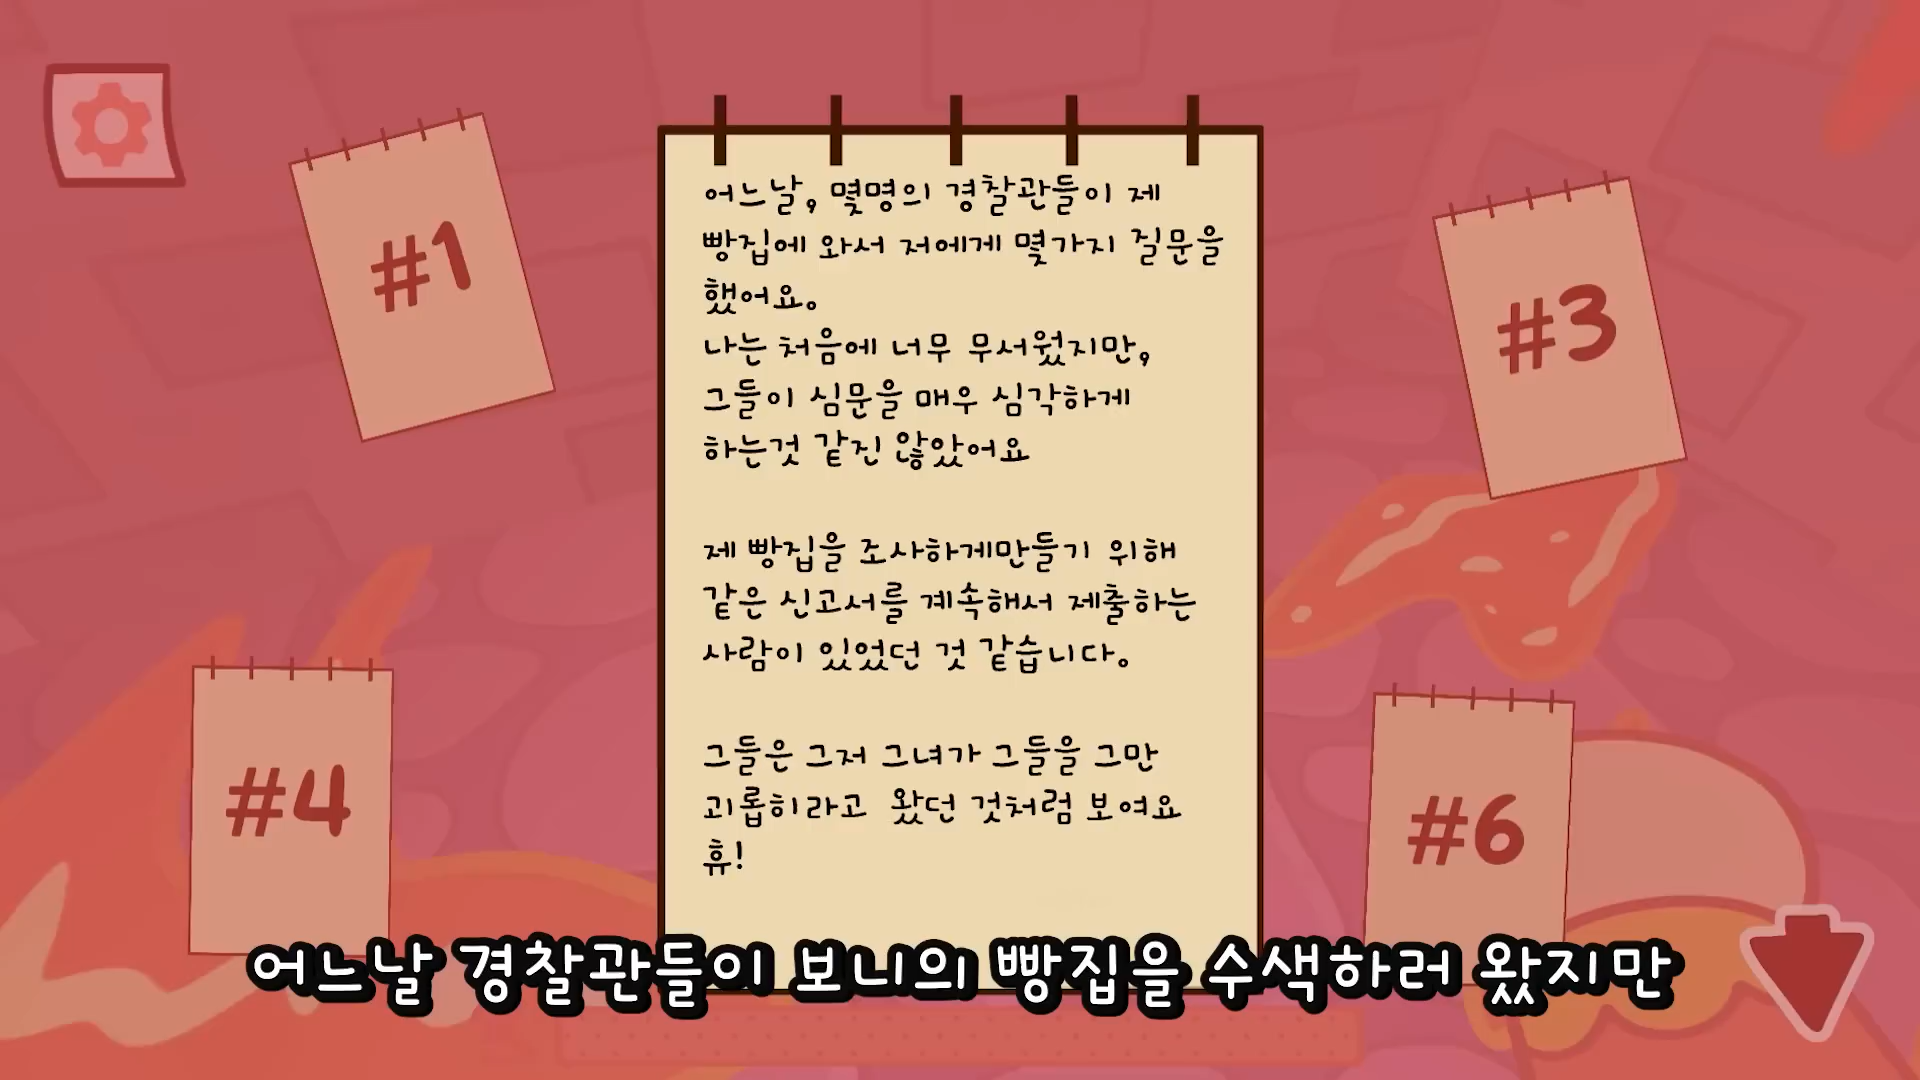 #1
어느날, 몇명의 경찰관들이 제
빵집에 와서 저에게 몇가지 질문을
했어요.
나는 처음에 너무 무서웠지만,
그들이 심문을 매우 심각하게
하는것 같진 않았어요
제 빵집을 조사하게만들기 위해
같은 신고서를 계속해서 제출하는
사람이 있었던 것 같습니다.
그들은 그저 그녀가 그들을 그만
괴롭히라고 왔던 것처럼 보여요
휴!
#3
#4
#6
어느날 경찰관들이 보니의 빵집을 수색하러 왔지만